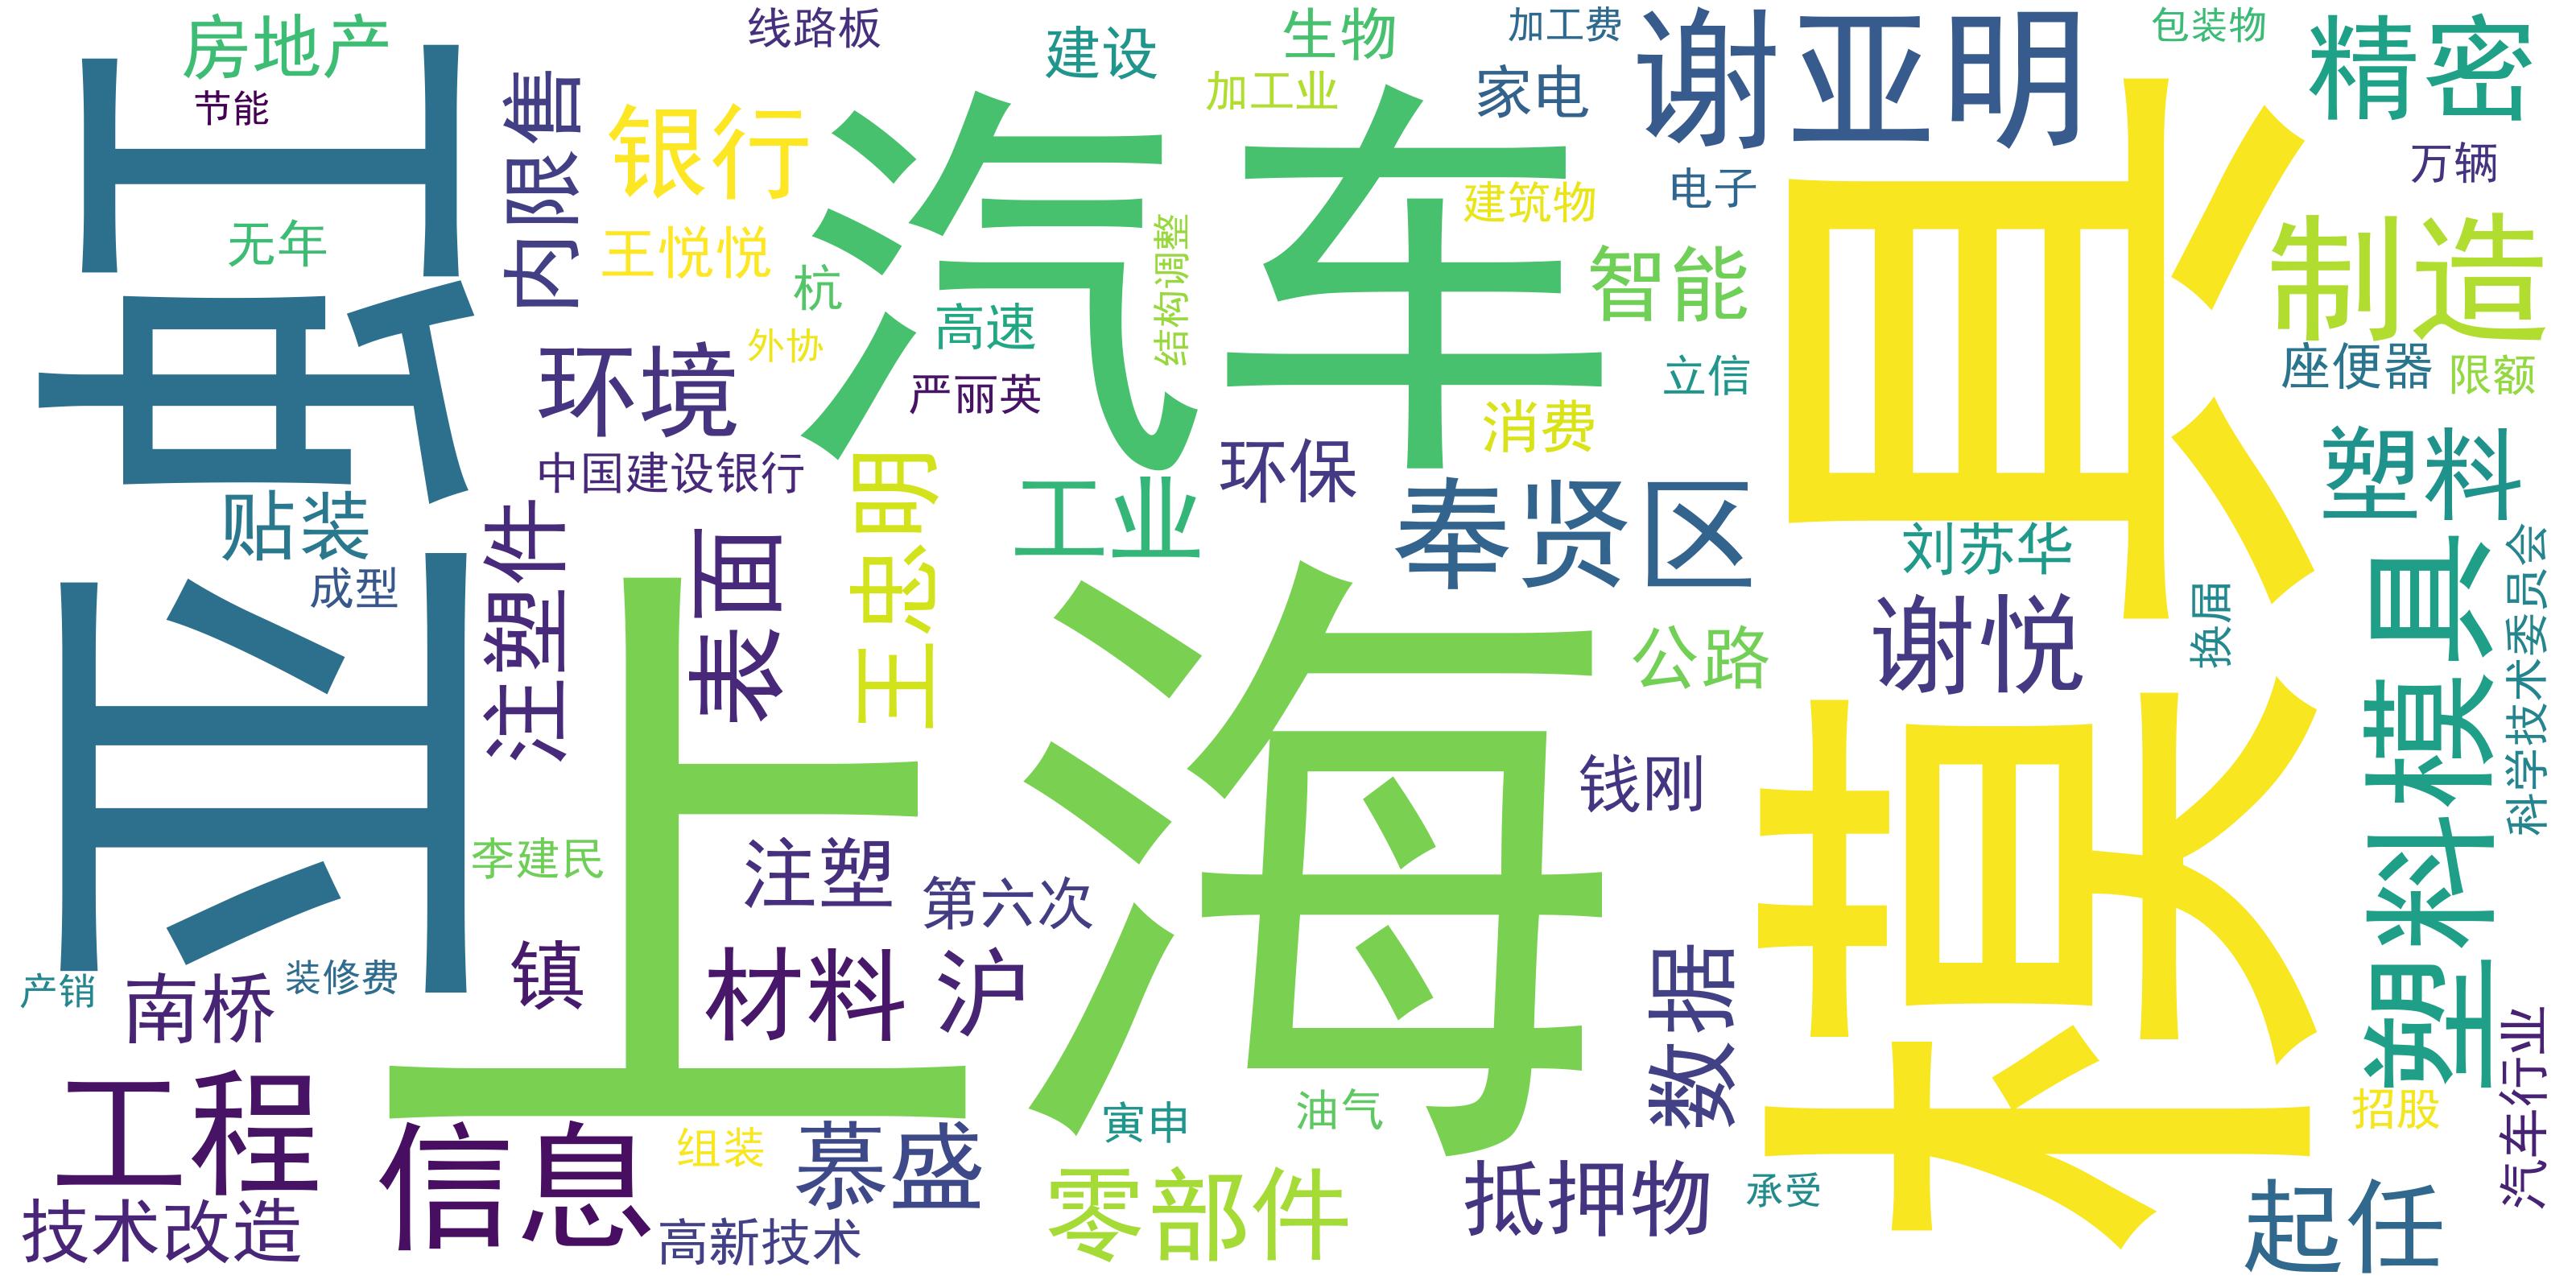 房地产
节能
无年
亚虹
贴装
成型
产销
南桥
装修费
工程
技术改造
线路板
内限售
银行
王悦悦
杭
外协
环境
中国建设银行
注塑件
表面
王忠明
汽车
高速
严丽英
结构调整
建设
生物
加工业
加工费
家电
建筑物
谢亚明
电子
智能
立信
消费
环保
工业
奉贤区
上海
李建民
镇
注塑
第六次
材料
沪
信息
组装
慕盛
高新技术
寅申
油气
零部件
公路
钱刚
数据
抵押物
承受
模具
刘苏华
谢悦
换届
包装物
精密
万辆
制造
座便器
限额
塑料
塑料模具
科学技术委员会
汽车行业
招股
起任